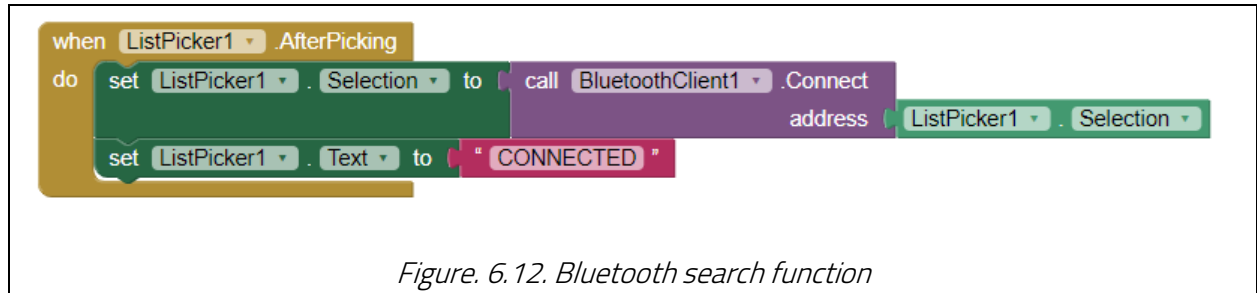 when ListPicker1 .AfterPicking
do set ListPicker1 . Selection to call BluetoothClient1 .Connect
address ListPicker1 . Selection
set ListPicker1 . Text to " CONNECTED "
Figure. 6.12. Bluetooth search function